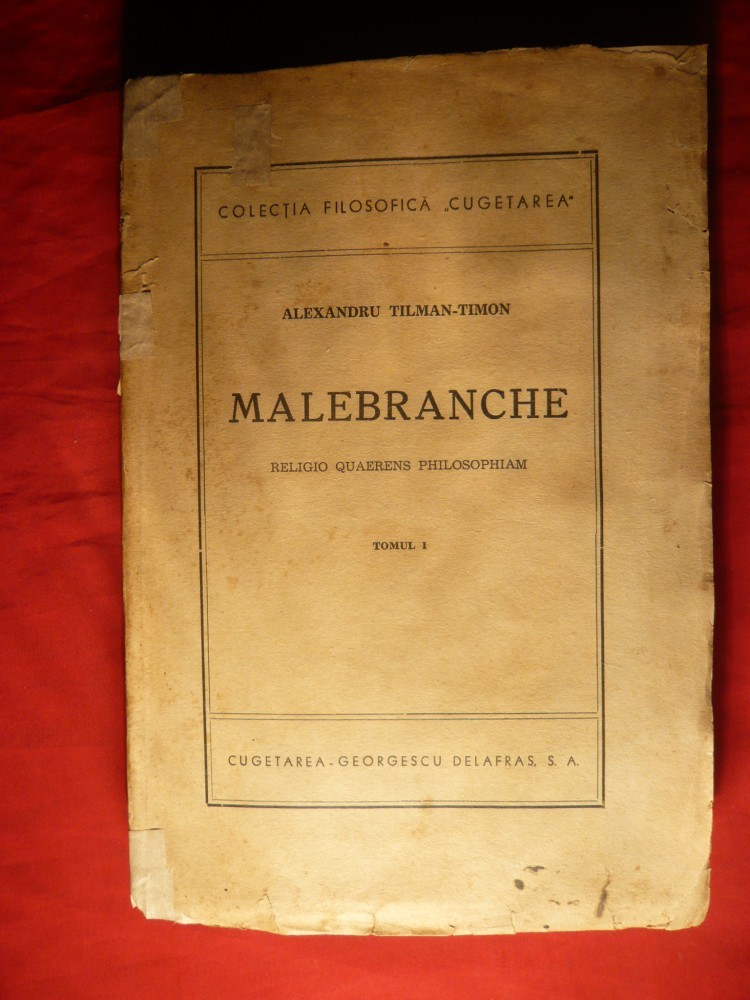 COLECȚIA FILOSOFICĂ „CUGETAREA”
ALEXANDRU TILMAN-TIMON
MALEBRANCHE
RELIGIO QUAERENS PHILOSOPHIAM
TOMUL I
CUGETAREA - GEORGESCU DELAFRAS, S. A.